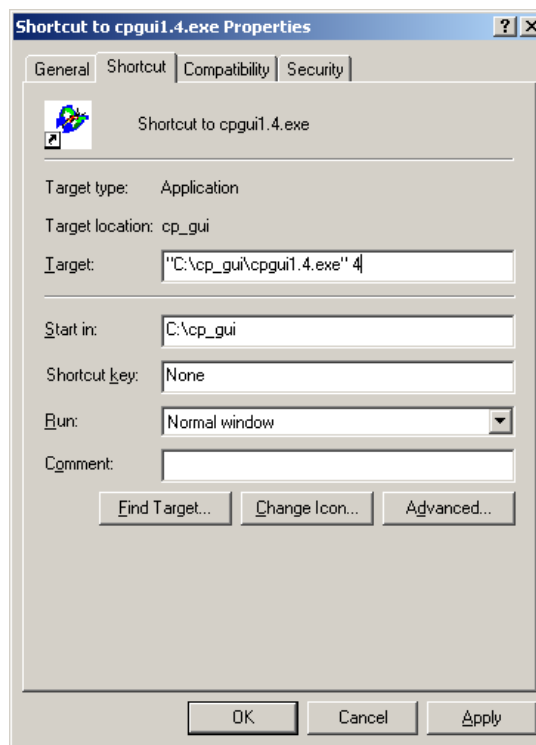 Shortcut to cpgui1.4.exe Properties
General Shortcut Compatibility Security
Shortcut to cpgui1.4.exe
Target type: Application
Target location: cp_gui
Target: "C:\cp_gui\cpgui1.4.exe" 4
Start in: C:\cp_gui
Shortcut key: None
Run: Normal window
Comment:
Find Target... Change Icon... Advanced...
OK Cancel Apply